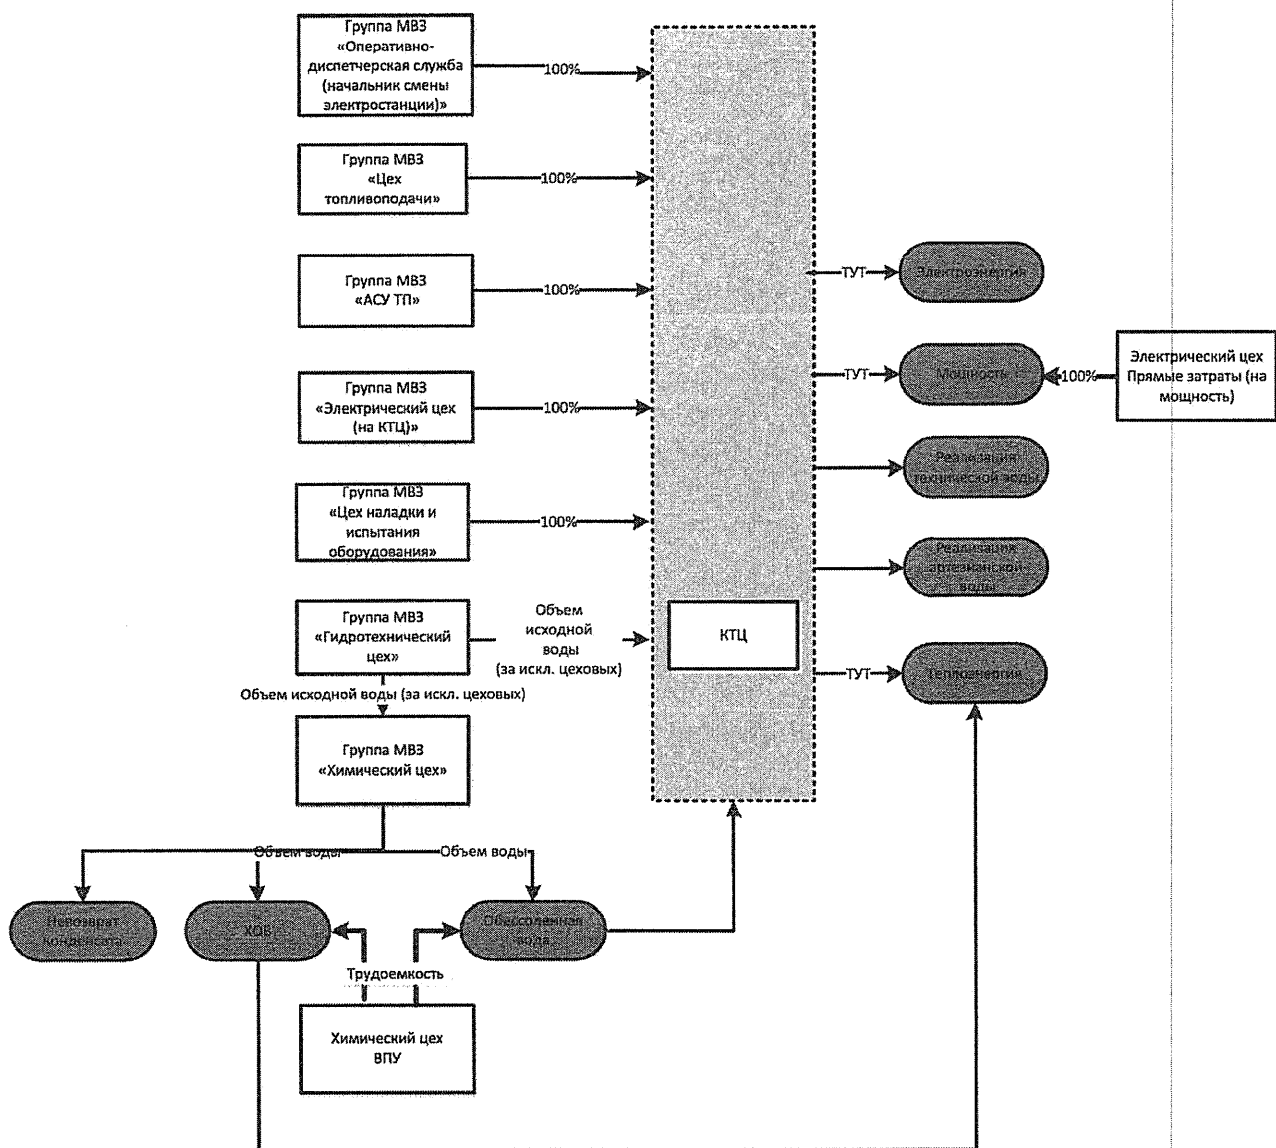 Группа МВЗ
«Оперативно-
диспетчерская служба
(начальник смены
электростанции)»
100%
Группа МВЗ
«Цех
топливоподачи»
100%
Группа МВЗ
«АСУ ТП»
100%
Группа МВЗ
«Электрический цех
(на КТЦ)»
100%
Группа МВЗ
«Цех наладки и
испытания
оборудования»
100%
Группа МВЗ
«Гидротехнический
цех»
Объем
исходной
воды
(за искл. цеховых)
КТЦ
ТУТ
Электроэнергия
ТУТ
Мощность
100%
Электрический цех
Прямые затраты (на
мощность)
Реализация
технической воды
Реализация
артезианской
воды
ТУТ
Теплоэнергия
Объем исходной воды (за искл. цеховых)
Группа МВЗ
«Химический цех»
Объем воды
Объем воды
Невозврат
конденсата
ХОВ
Обессоленная
вода
Трудоемкость
Химический цех
ВПУ